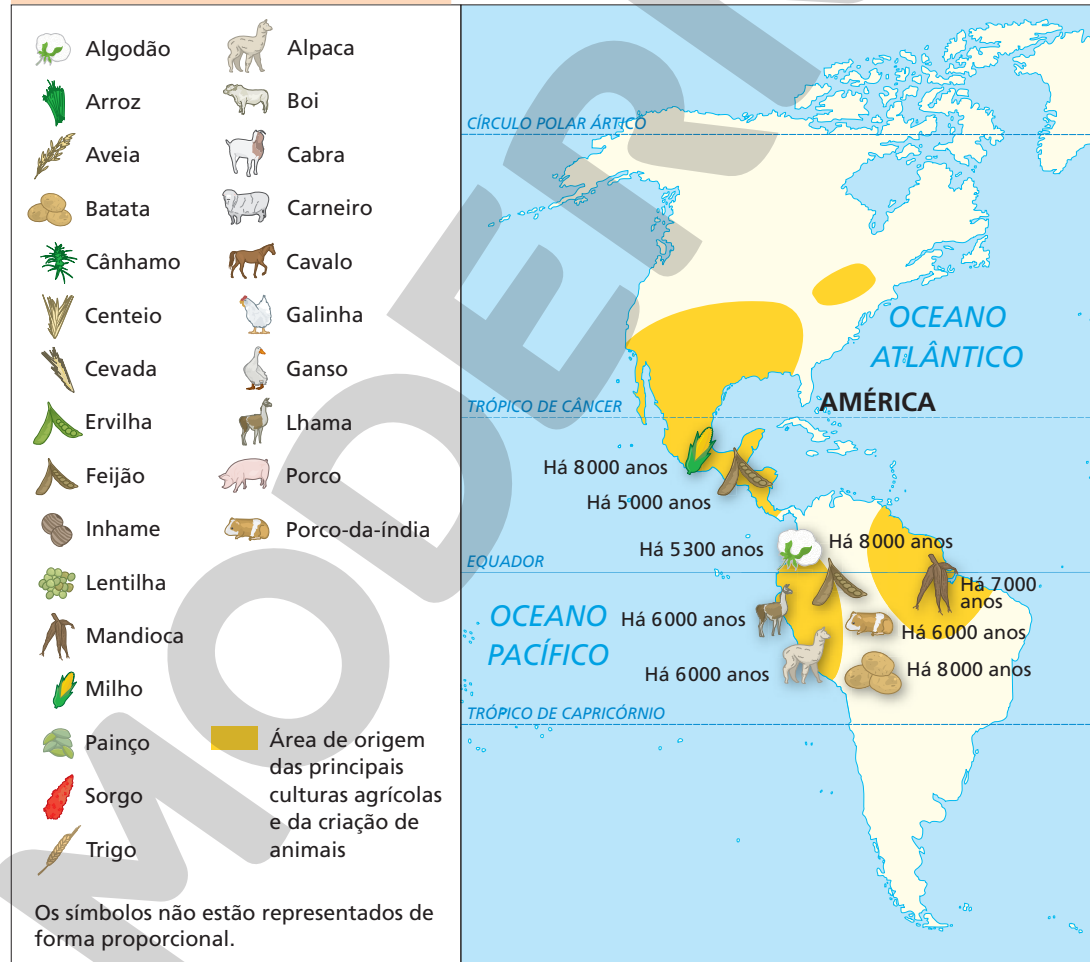 Algodão
Arroz
Aveia
Batata
Cânhamo
Centeio
Cevada
Ervilha
Feijão
Inhame
Lentilha
Mandioca
Milho
Painço
Sorgo
Trigo
Alpaca
Boi
Cabra
Carneiro
Cavalo
Galinha
Ganso
Lhama
Porco
Porco-da-índia
Área de origem
das principais
culturas agrícolas
e da criação de
animais
Os símbolos não estão representados de
forma proporcional.
CÍRCULO POLAR ÁRTICO
OCEANO
ATLÂNTICO
AMÉRICA
TRÓPICO DE CÂNCER
Há 8000 anos
Há 5000 anos
Há 5300 anos
Há 8000 anos
EQUADOR
Há 7000
anos
OCEANO
PACÍFICO
Há 6000 anos
Há 6000 anos
Há 6000 anos
Há 8000 anos
TRÓPICO DE CAPRICÓRNIO
MODER